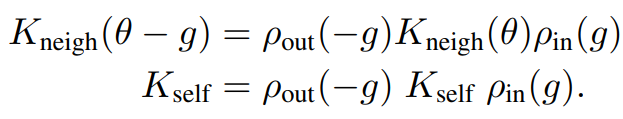 K_neigh(θ − g) = ρ_out(−g)K_neigh(θ)ρ_in(g)
K_self = ρ_out(−g) K_self ρ_in(g).